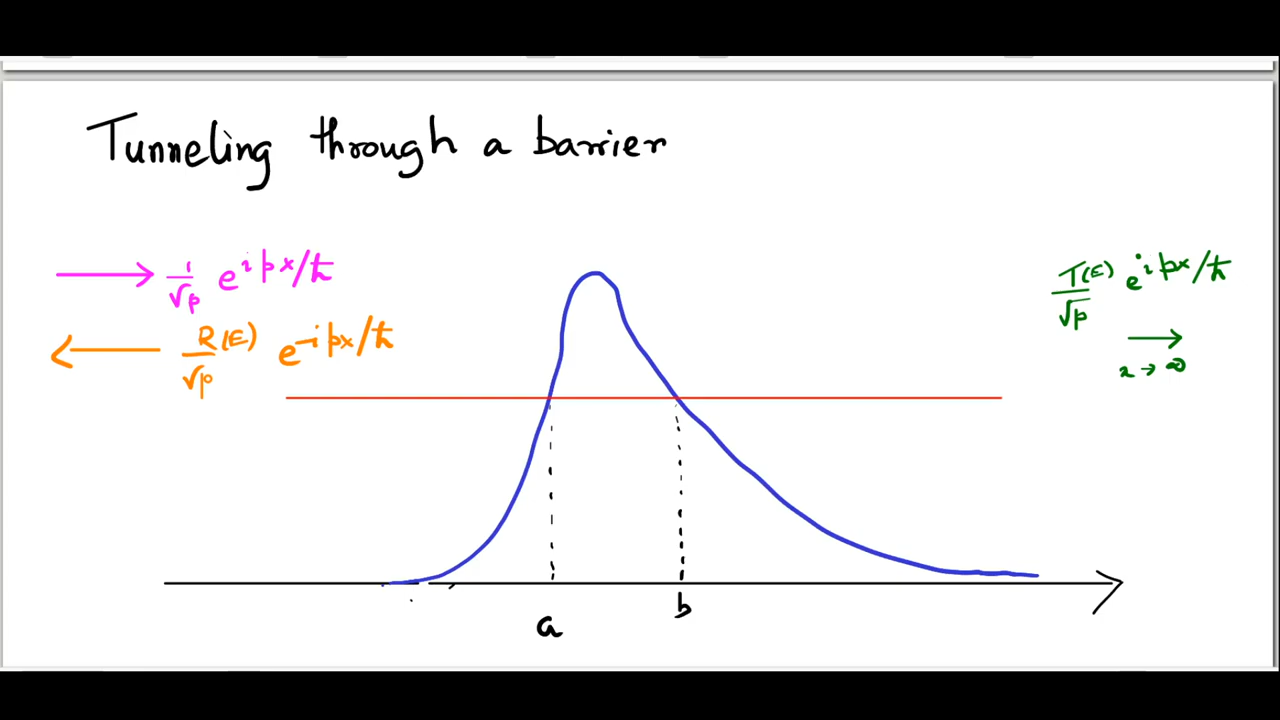 Tunneling through a barrier
1/√p e^{ipx/ħ}
R(E)/√p e^{-ipx/ħ}
T(E)/√p e^{ipx/ħ}
x → ∞
a
b